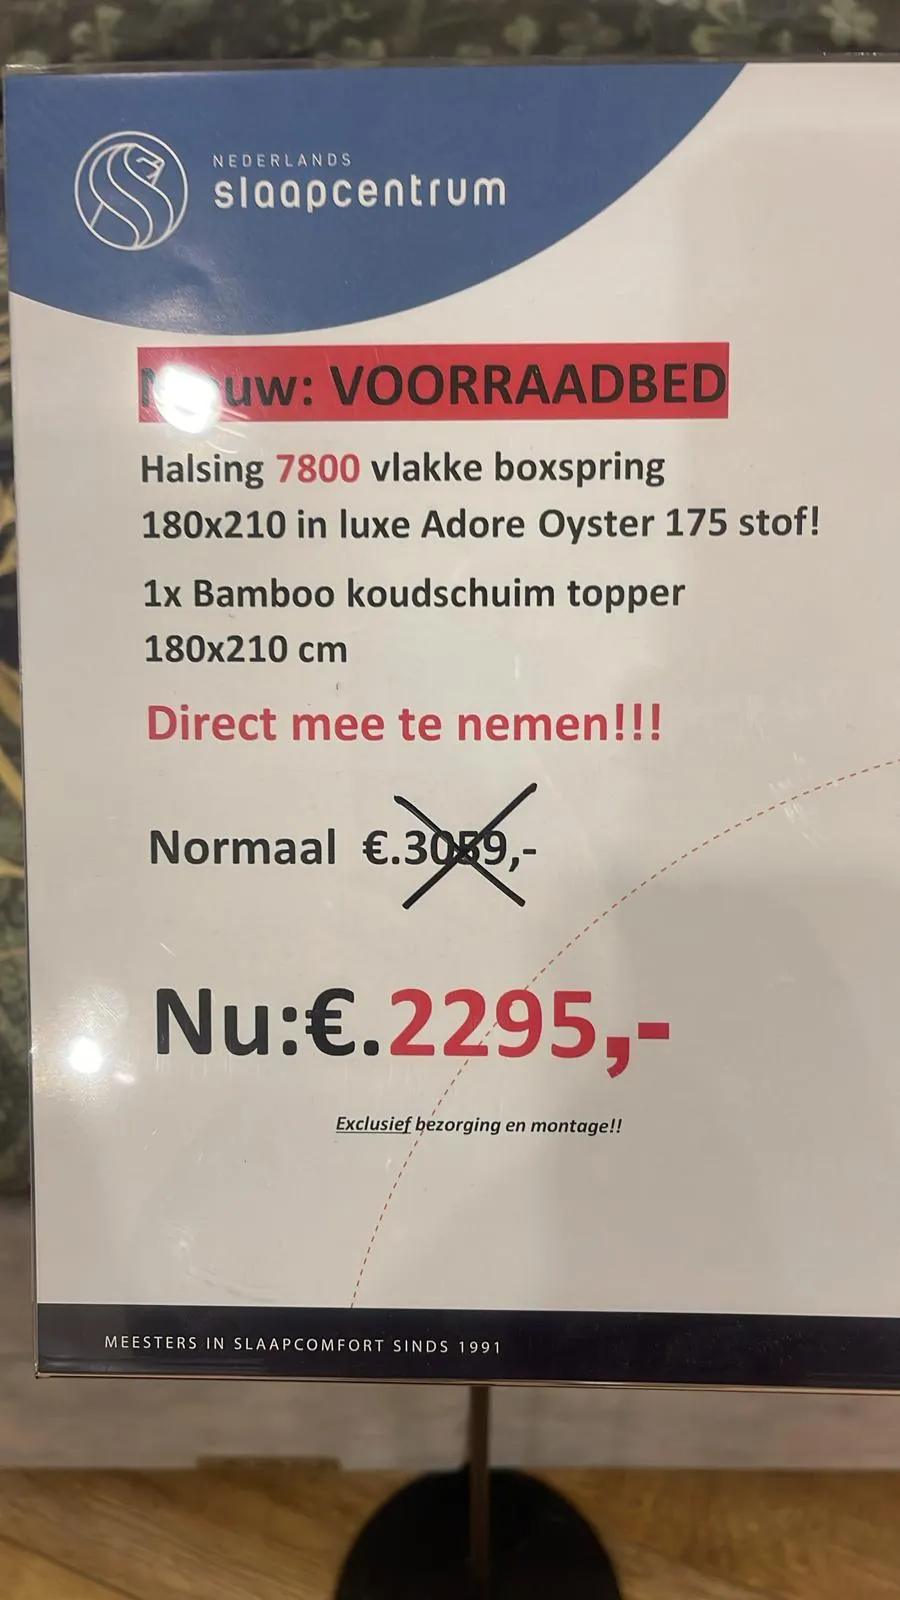 NEDERLANDS
slaapcentrum
Nieuw: VOORRAADBED
Halsing 7800 vlakke boxspring
180x210 in luxe Adore Oyster 175 stof!
1x Bamboo koudschuim topper
180x210 cm
Direct mee te nemen!!!
Normaal €.3059,-
Nu:€.2295,-
Exclusief bezorging en montage!!
MEESTERS IN SLAAPCOMFORT SINDS 1991